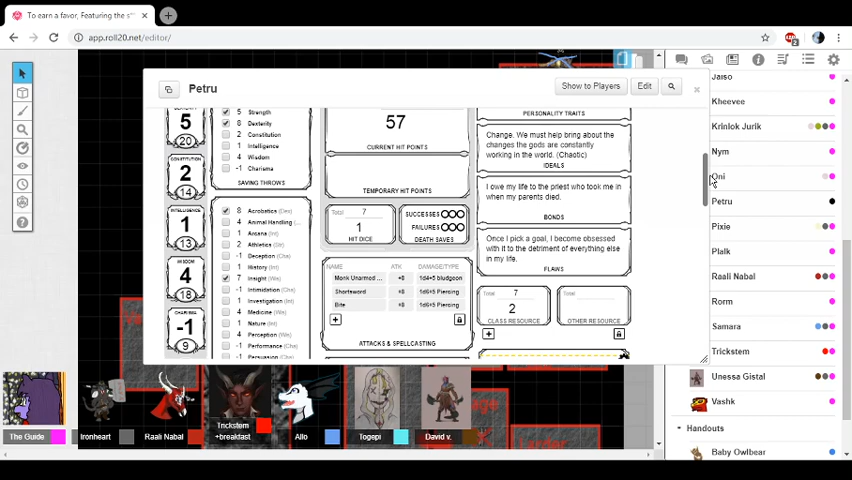 To earn a favor, Featuring the s
app.roll20.net/editor/
Petru
Show to Players
Edit
5
20
CONSTITUTION
2
14
INTELLIGENCE
1
13
WISDOM
4
18
CHARISMA
-1
9
5 Strength
8 Dexterity
2 Constitution
1 Intelligence
4 Wisdom
-1 Charisma
SAVING THROWS
8 Acrobatics (Dex)
4 Animal Handling (...
1 Arcana (Int)
2 Athletics (Str)
-1 Deception (Cha)
1 History (Int)
7 Insight (Wis)
-1 Intimidation (Cha)
1 Investigation (Int)
4 Medicine (Wis)
1 Nature (Int)
4 Perception (Wis)
-1 Performance (Cha)
-1 Persuasion (Cha)
57
CURRENT HIT POINTS
TEMPORARY HIT POINTS
Total 7
1
HIT DICE
SUCCESSES
FAILURES
DEATH SAVES
NAME ATK DAMAGE/TYPE
Monk Unarmod ... +8 1d4+5 bludgeon
Shortsword +8 1d6+5 Piercing
Bite +8 1d6+5 Piercing
ATTACKS & SPELLCASTING
PERSONALITY TRAITS
Change. We must help bring about the
changes the gods are constantly
working in the world. (Chaotic)
IDEALS
I owe my life to the priest who took me in
when my parents died.
BONDS
Once I pick a goal, I become obsessed
with it to the detriment of everything else
in my life.
FLAWS
Total 7
2
CLASS RESOURCE
Total
OTHER RESOURCE
Jaiso
Kheevee
Krinlok Jurik
Nym
Oni
Petru
Pixie
Plalk
Raali Nabal
Rorm
Samara
Trickstem
Unessa Gistal
Vashk
Handouts
Baby Owlbear
The Guide
Ironheart
Raali Nabal
Trickstem
+breakfast
Allo
Togepi
David v.